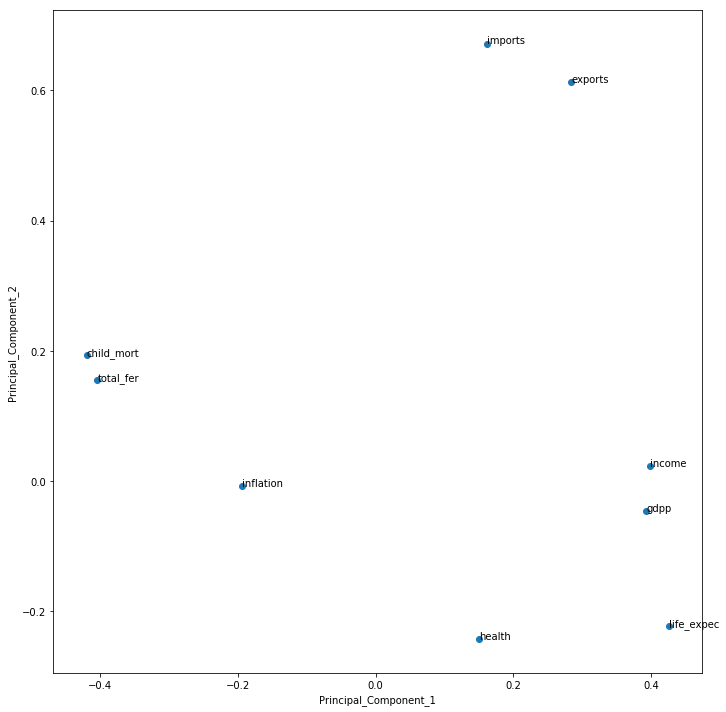 imports
exports
0.6
0.4
Principal_Component_2
0.2
child_mort
total_fer
income
0.0
inflation
gdpp
−0.2
life_expec
health
−0.4
−0.2
0.0
0.2
0.4
Principal_Component_1